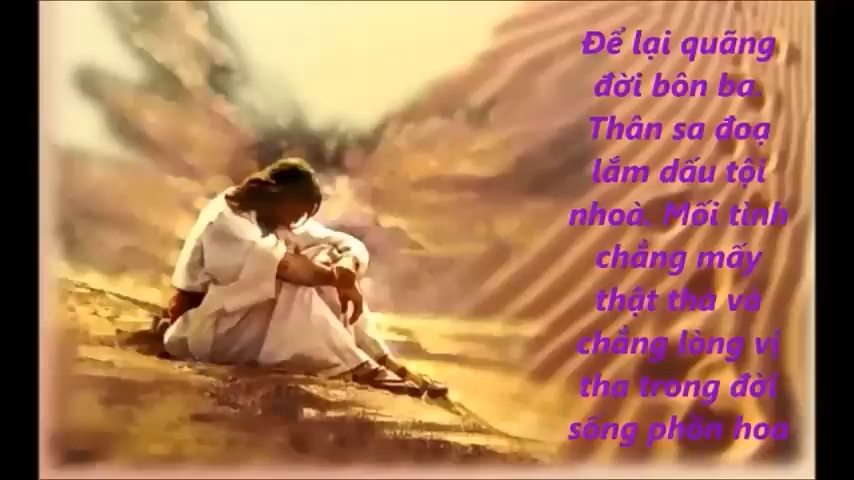 Để lại quãng
đời bôn ba.
Thân sa đoạ
lắm dấu tội
nhoà. Mối tình
chẳng mấy
thật thà và
chẳng lòng vị
tha trong đời
sống phồn hoa